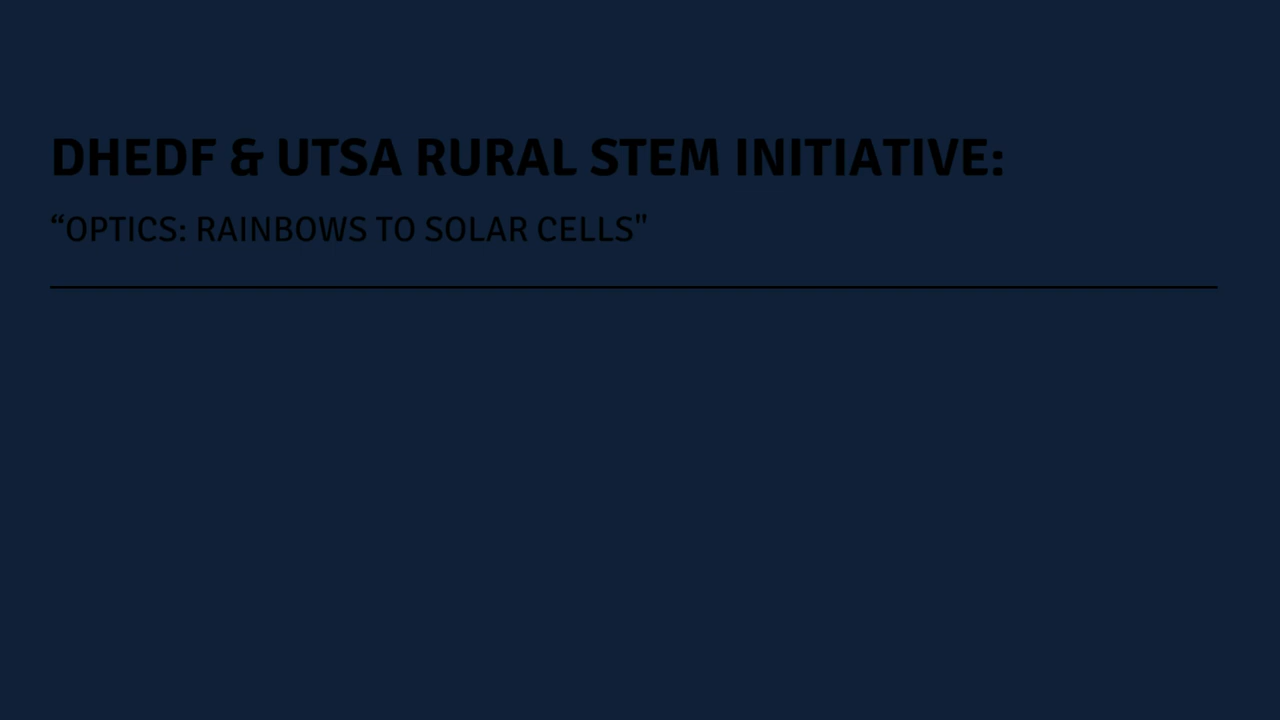 DHEDF & UTSA RURAL STEM INITIATIVE:
“OPTICS: RAINBOWS TO SOLAR CELLS"